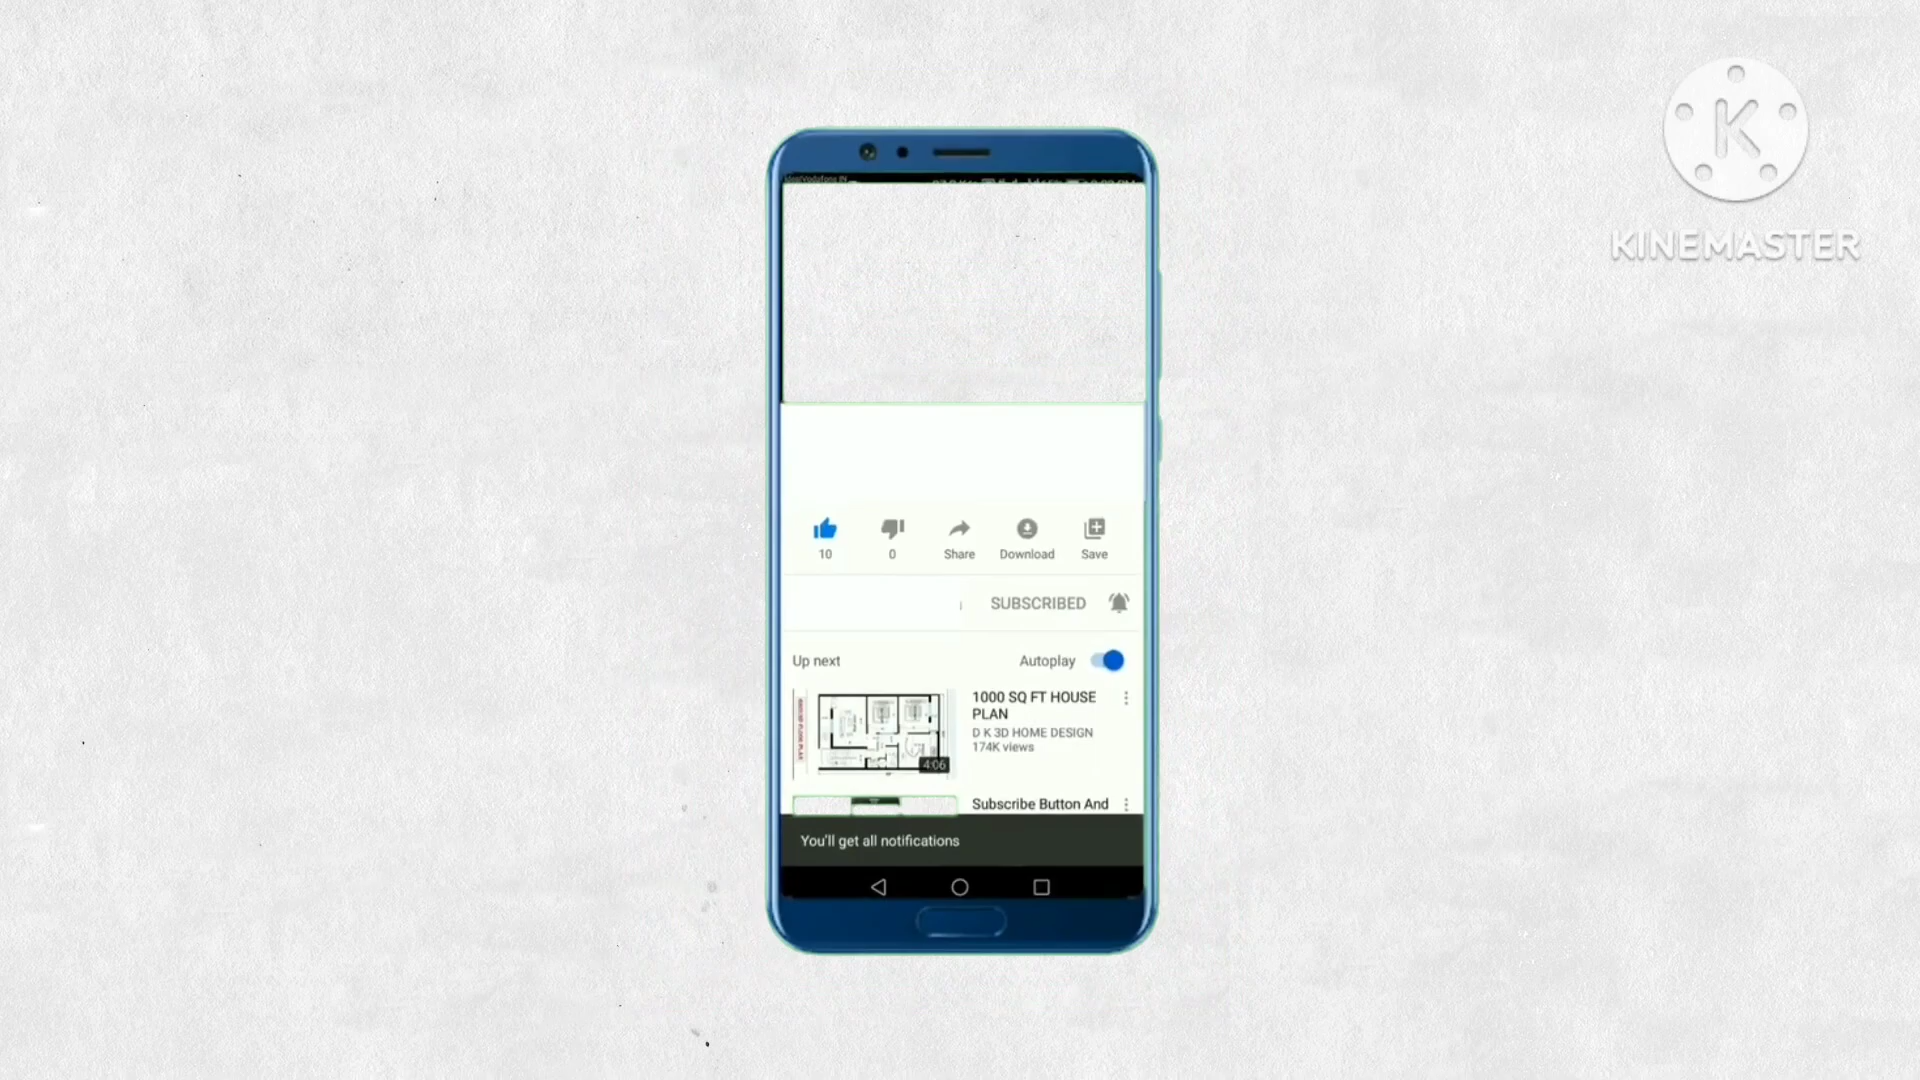 KINEMASTER
10
0
Share
Download
Save
SUBSCRIBED
Up next
Autoplay
1000 SQ FT HOUSE
PLAN
D K 3D HOME DESIGN
174K views
4:06
Subscribe Button And
You'll get all notifications